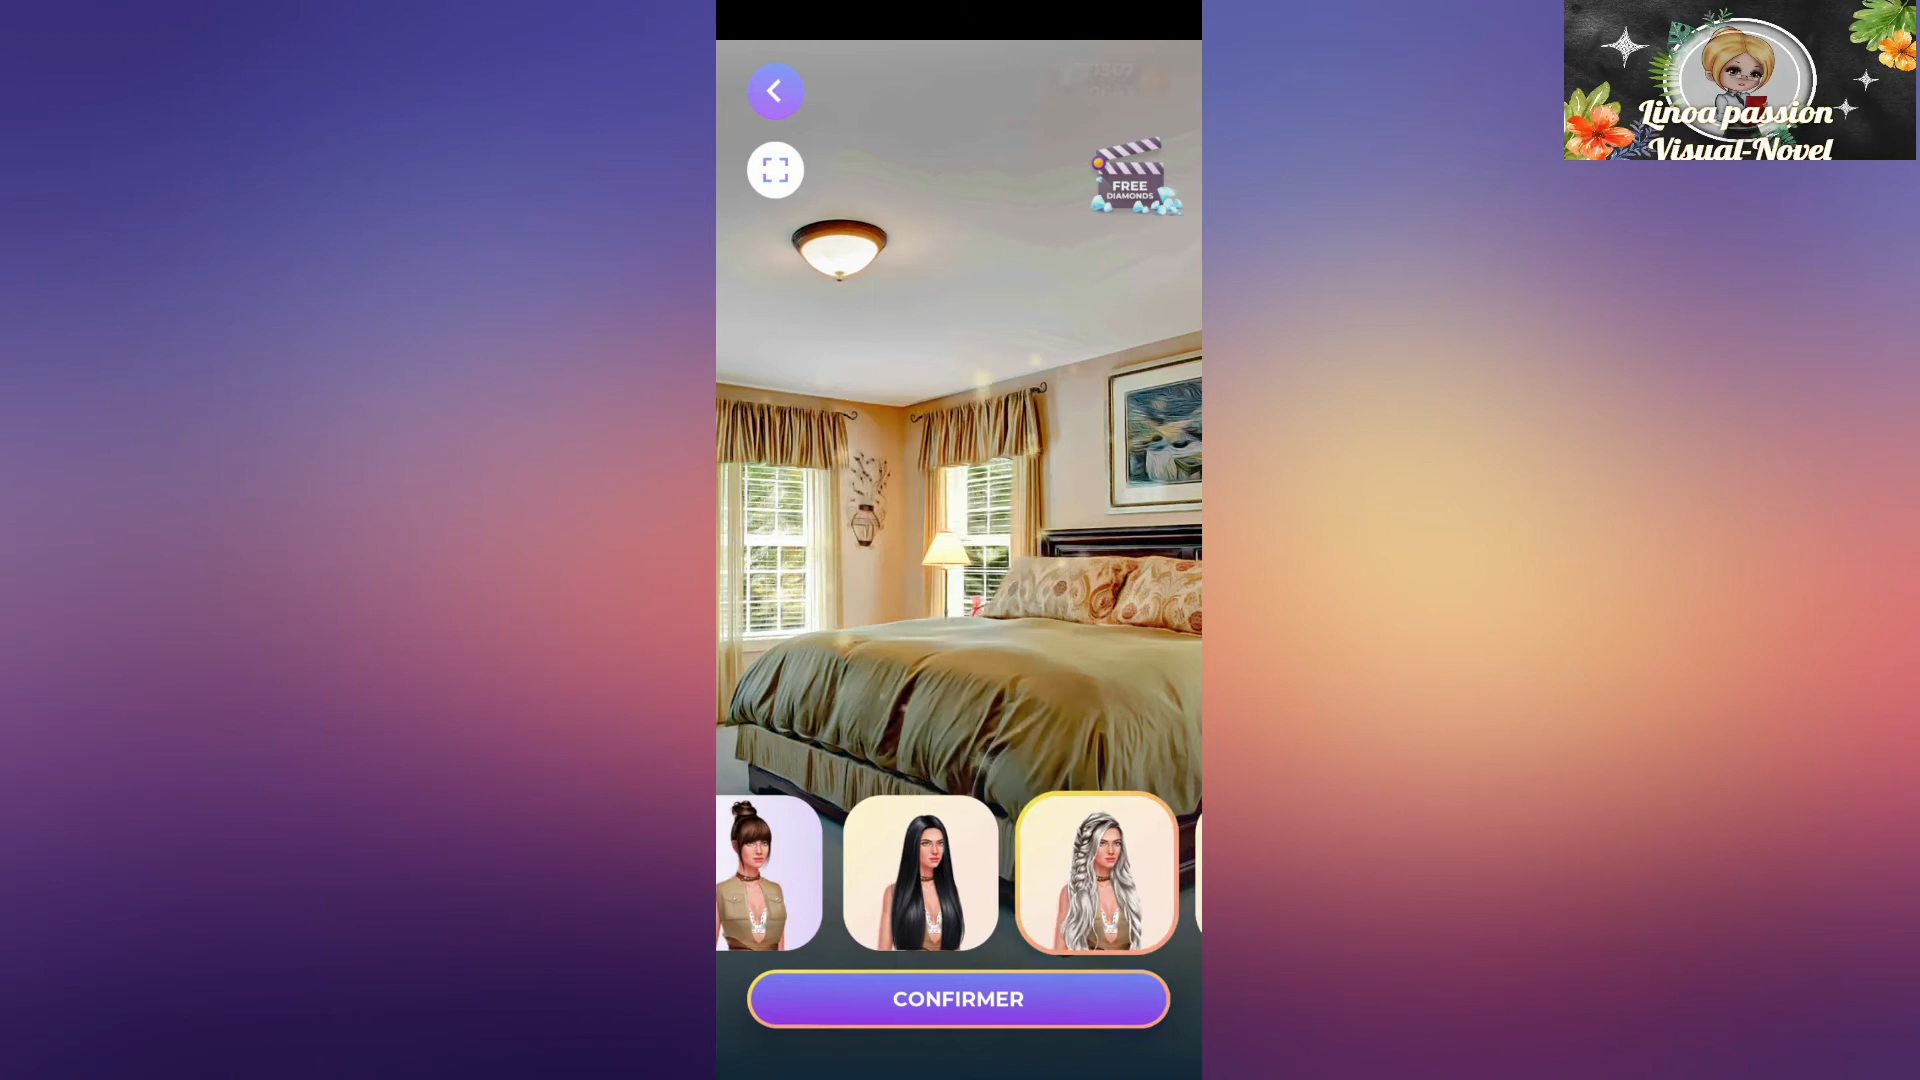 Linoa passion
Visual-Novel
FREE
DIAMONDS
CONFIRMER